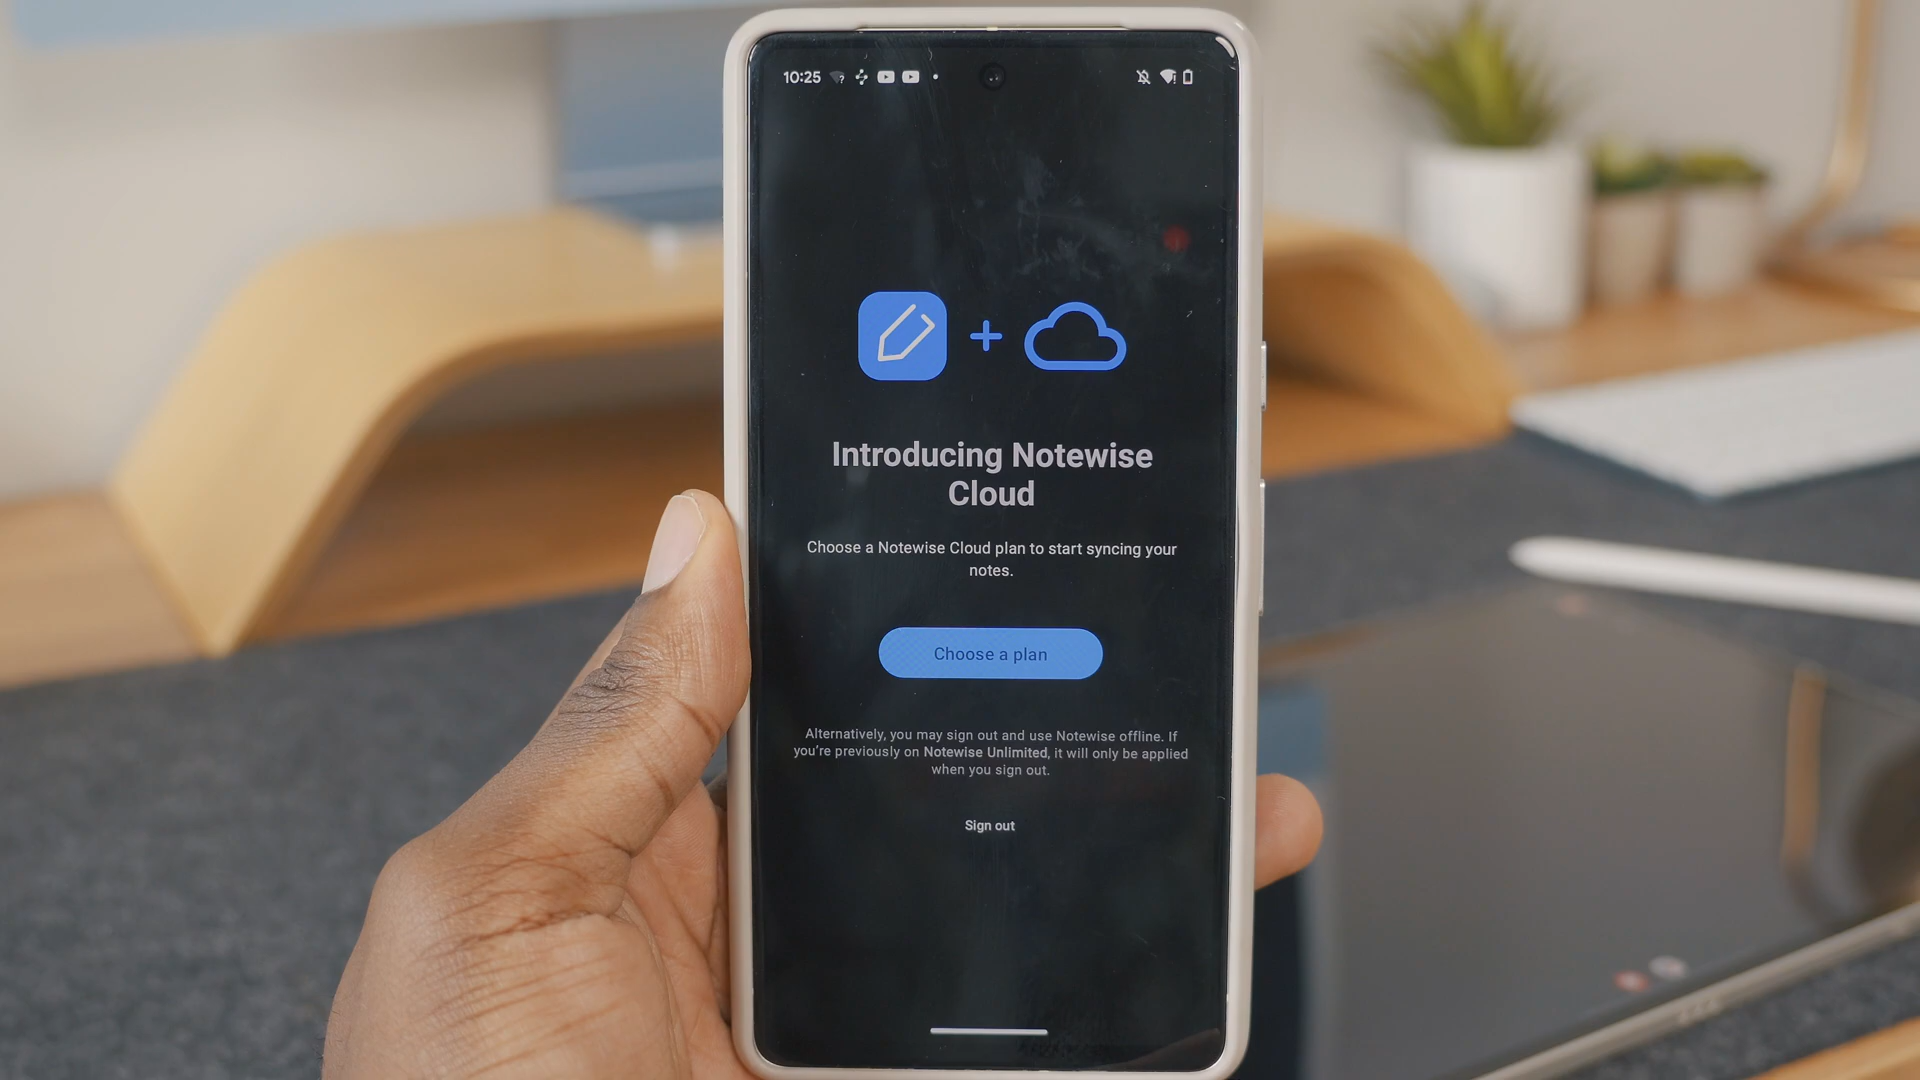 10:25
Introducing Notewise
Cloud
Choose a Notewise Cloud plan to start syncing your
notes.
Choose a plan
Alternatively, you may sign out and use Notewise offline. If
you're previously on Notewise Unlimited, it will only be applied
when you sign out.
Sign out